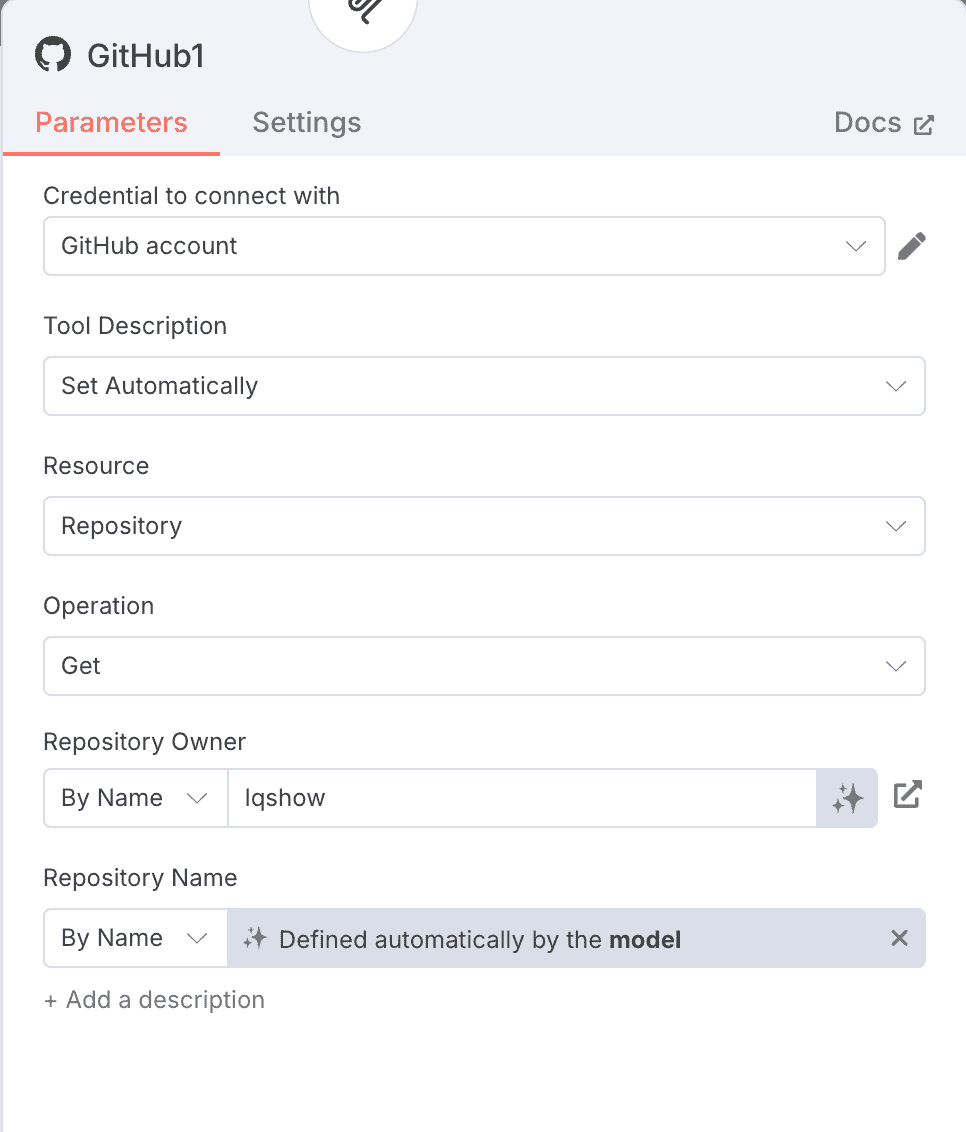 GitHub1
Parameters Settings Docs
Credential to connect with
GitHub account
Tool Description
Set Automatically
Resource
Repository
Operation
Get
Repository Owner
By Name lqshow
Repository Name
By Name Defined automatically by the model
+ Add a description